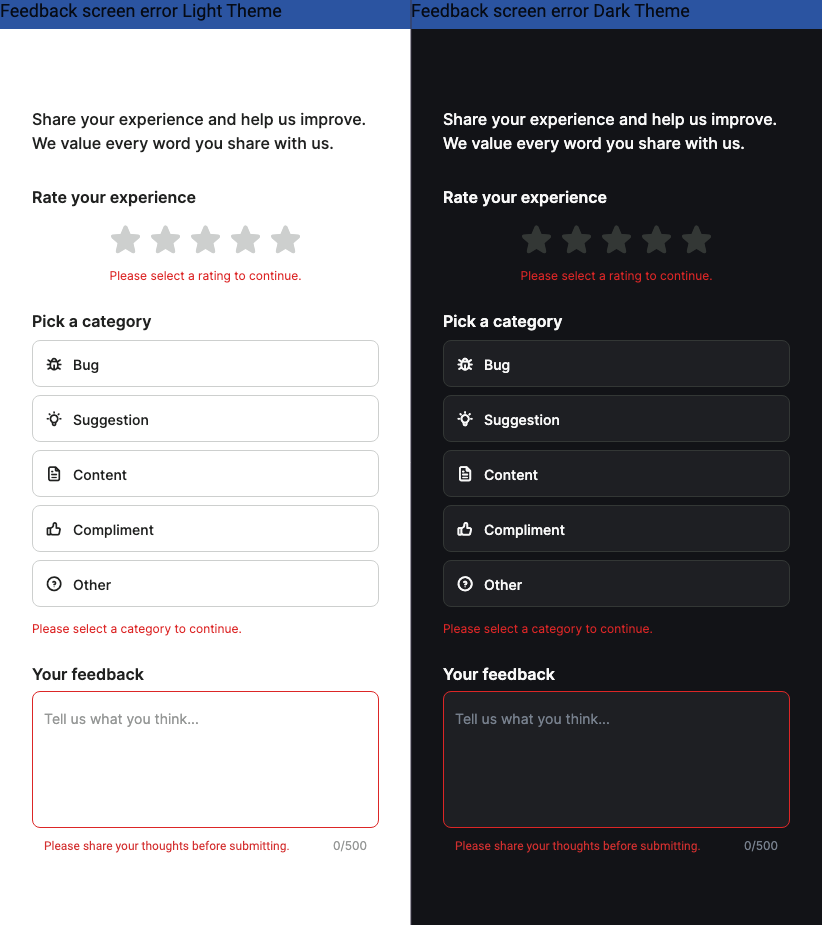 Feedback screen error Light Theme
Share your experience and help us improve.
We value every word you share with us.
Rate your experience
Please select a rating to continue.
Pick a category
Bug
Suggestion
Content
Compliment
Other
Please select a category to continue.
Your feedback
Tell us what you think...
Please share your thoughts before submitting. 0/500
Feedback screen error Dark Theme
Share your experience and help us improve.
We value every word you share with us.
Rate your experience
Please select a rating to continue.
Pick a category
Bug
Suggestion
Content
Compliment
Other
Please select a category to continue.
Your feedback
Tell us what you think...
Please share your thoughts before submitting. 0/500